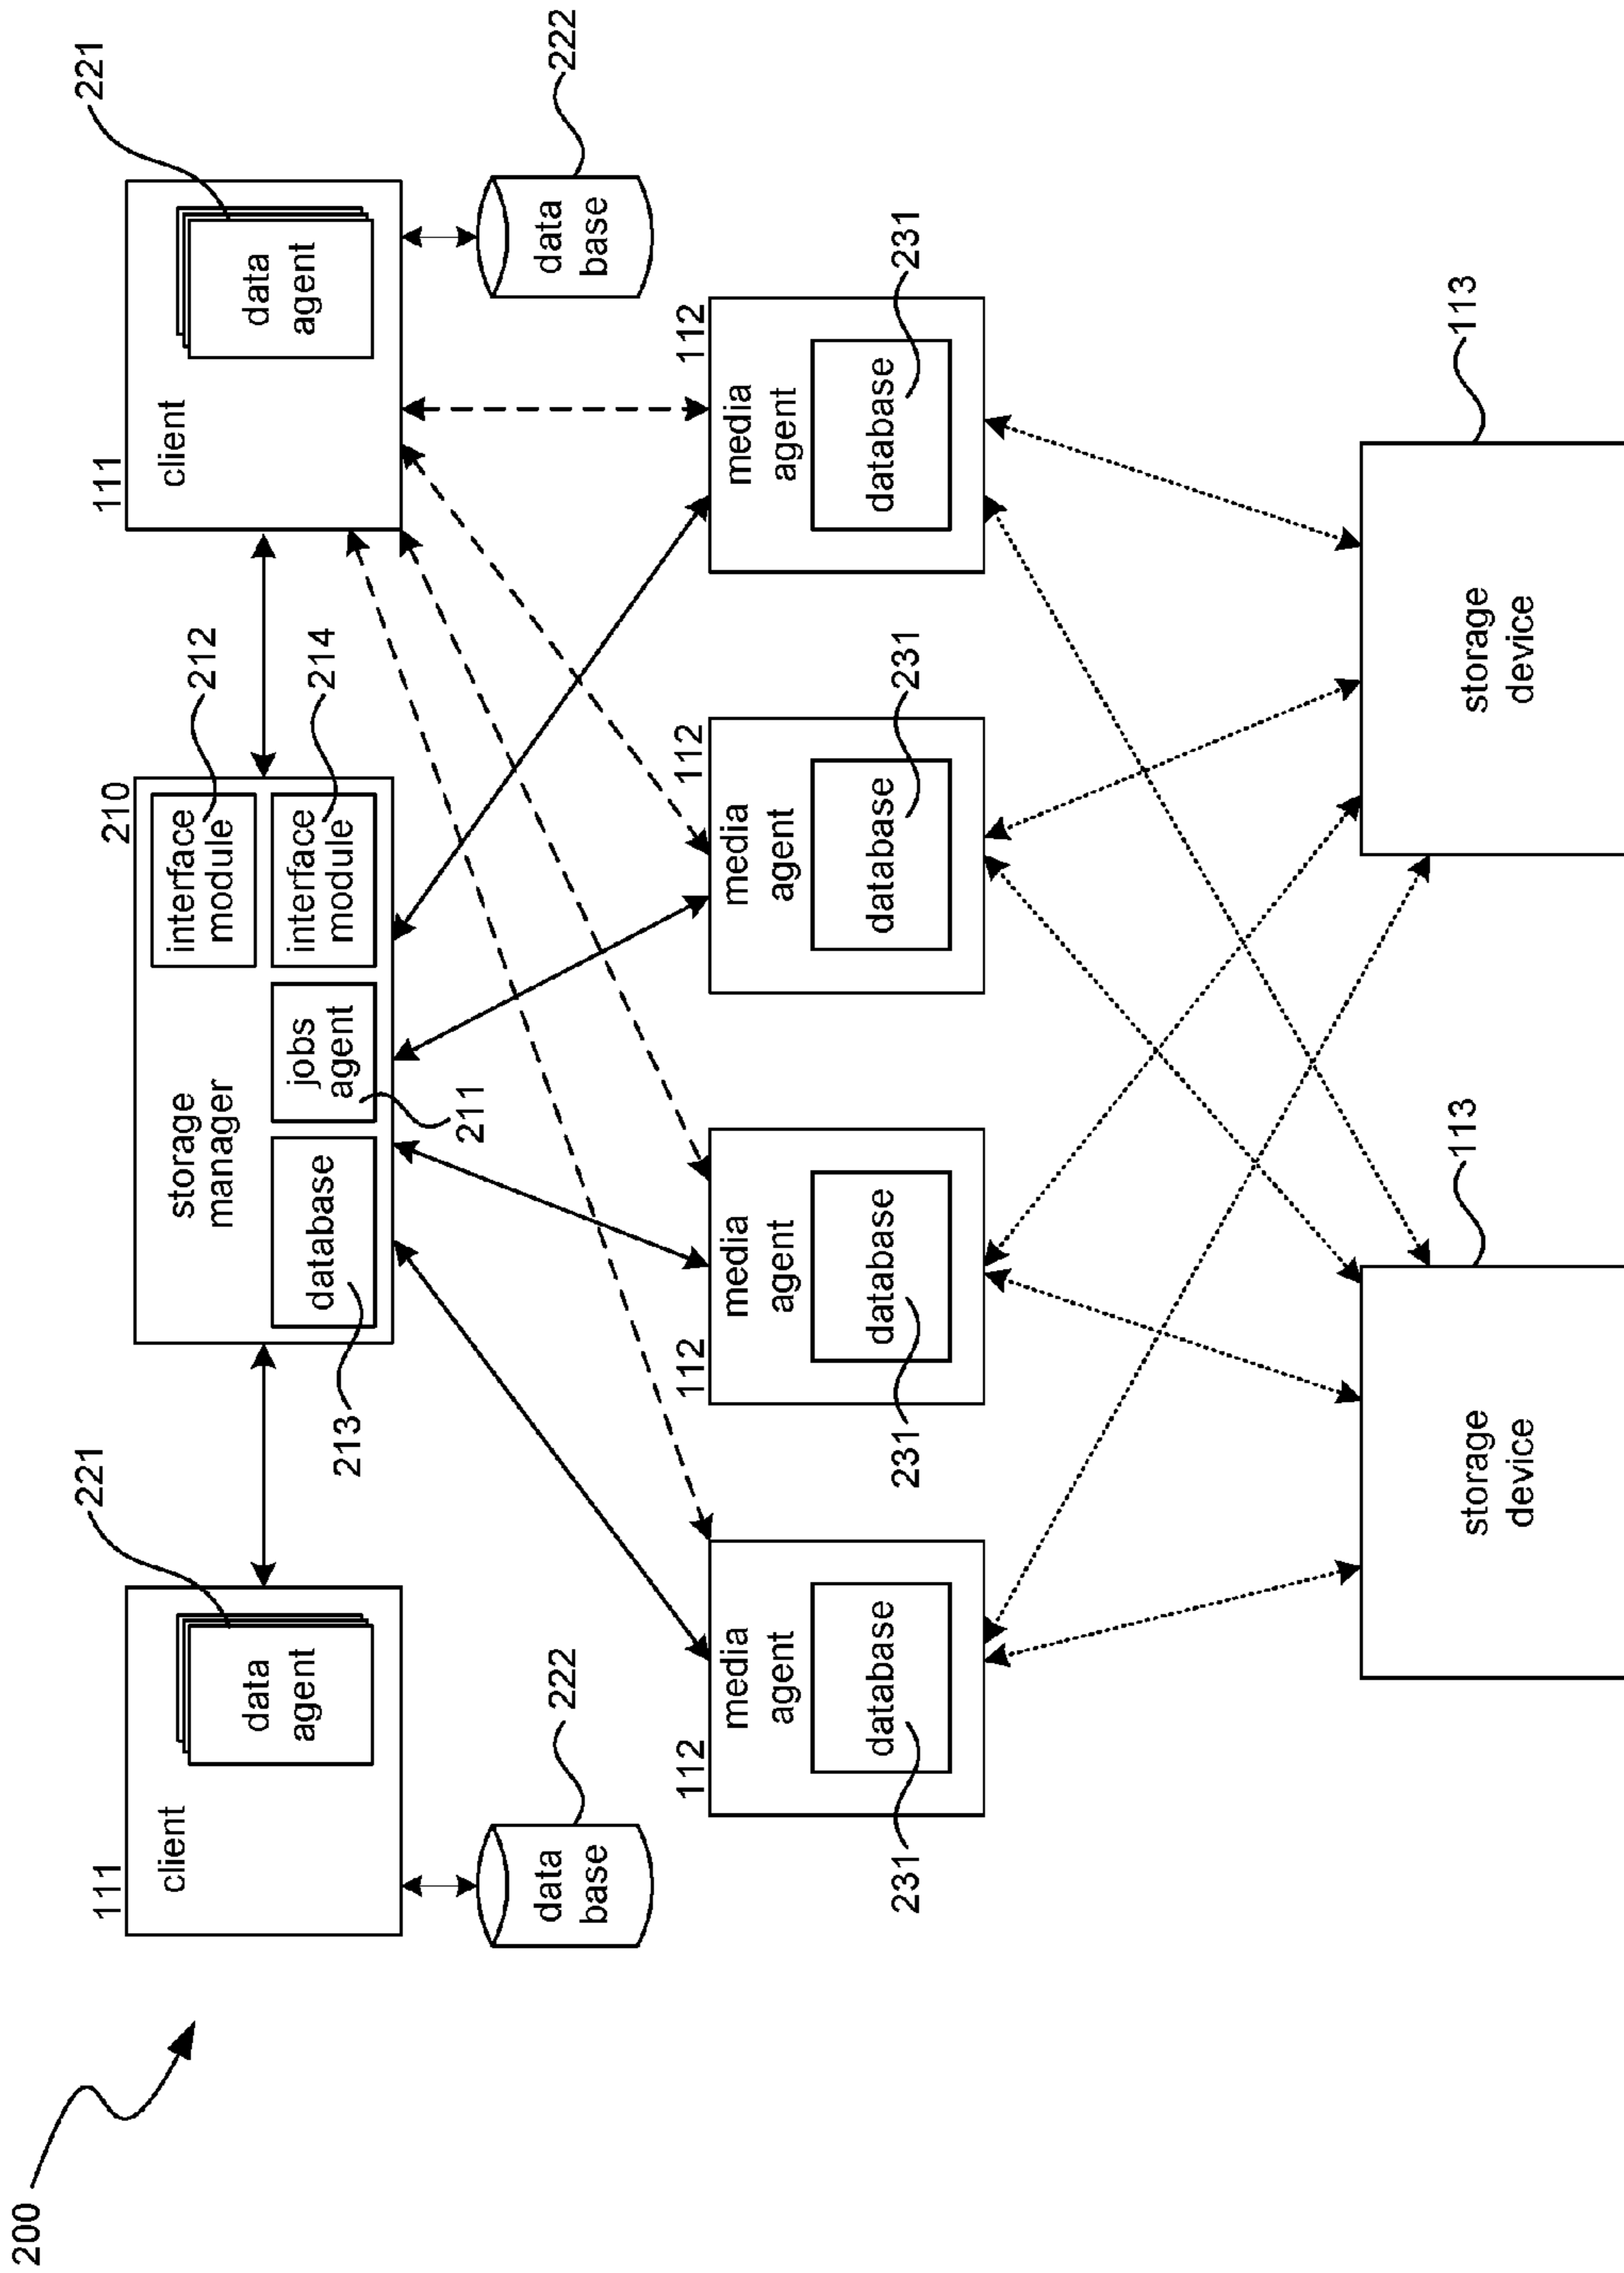 200
111
client
data
agent
221
data
base
222
210
storage
manager
database
213
jobs
agent
211
interface
module
212
interface
module
214
111
client
data
agent
221
data
base
222
112
media
agent
database
231
112
media
agent
database
231
112
media
agent
database
231
112
media
agent
database
231
storage
device
113
storage
device
113